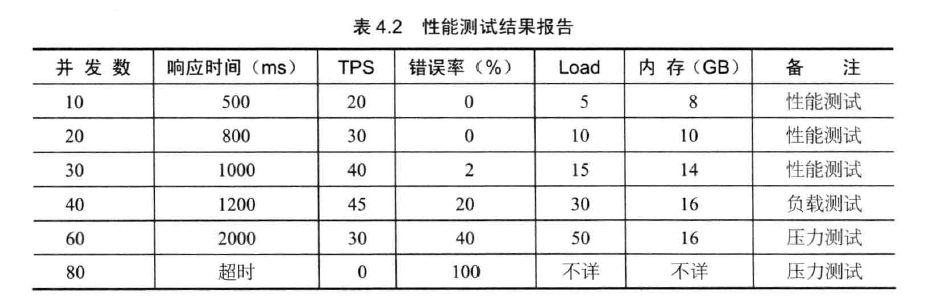 表 4.2 性能测试结果报告
并发数 响应时间（ms） TPS 错误率（%） Load 内存（GB） 备注
10 500 20 0 5 8 性能测试
20 800 30 0 10 10 性能测试
30 1000 40 2 15 14 性能测试
40 1200 45 20 30 16 负载测试
60 2000 30 40 50 16 压力测试
80 超时 0 100 不详 不详 压力测试